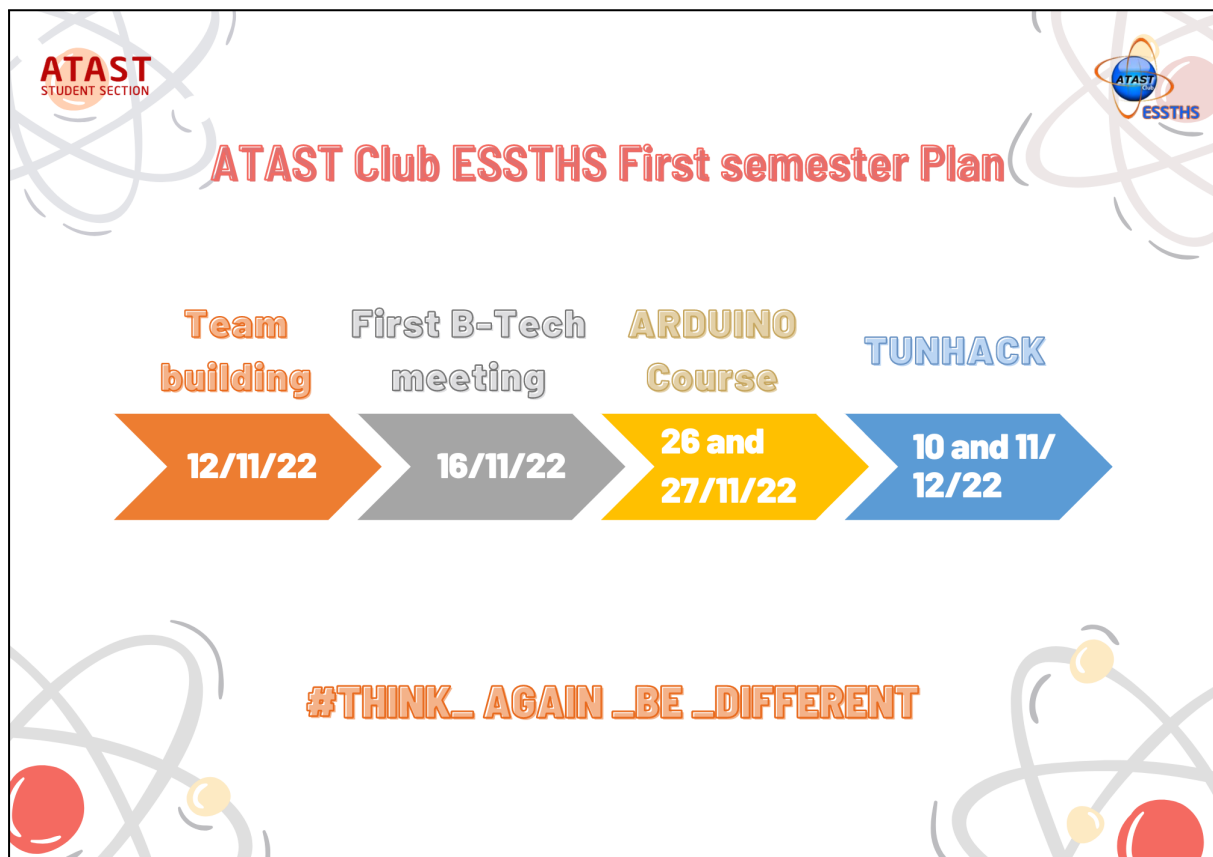 ATAST
STUDENT SECTION
ATAST
Club
ESSTHS
ATAST Club ESSTHS First semester Plan
Team
building
First B-Tech
meeting
ARDUINO
Course
TUNHACK
12/11/22
16/11/22
26 and
27/11/22
10 and 11/
12/22
#THINK_ AGAIN _BE _DIFFERENT